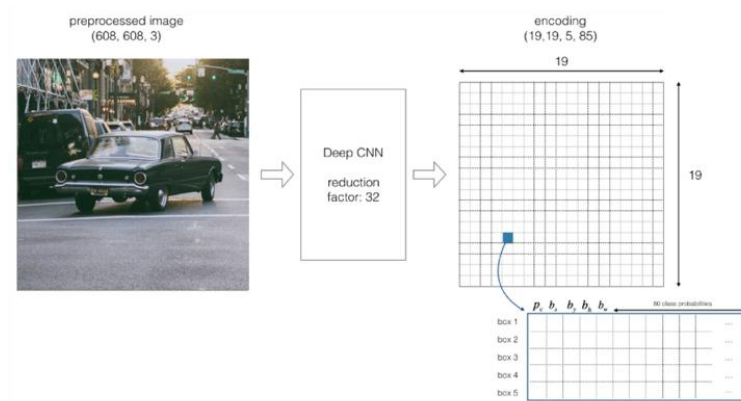 preprocessed image
(608, 608, 3)
encoding
(19,19, 5, 85)
19
Deep CNN
reduction
factor: 32
19
p_c b_x b_y b_h b_w
80 class probabilities
box 1
...
box 2
...
box 3
...
box 4
...
box 5
...